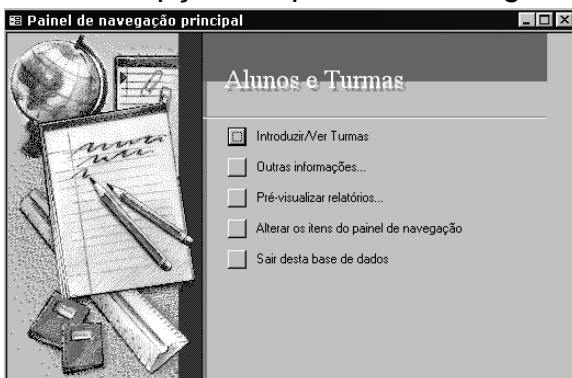 Painel de navegação principal
Alunos e Turmas
Introduzir/Ver Turmas
Outras informações...
Pré-visualizar relatórios...
Alterar os itens do painel de navegação
Sair desta base de dados